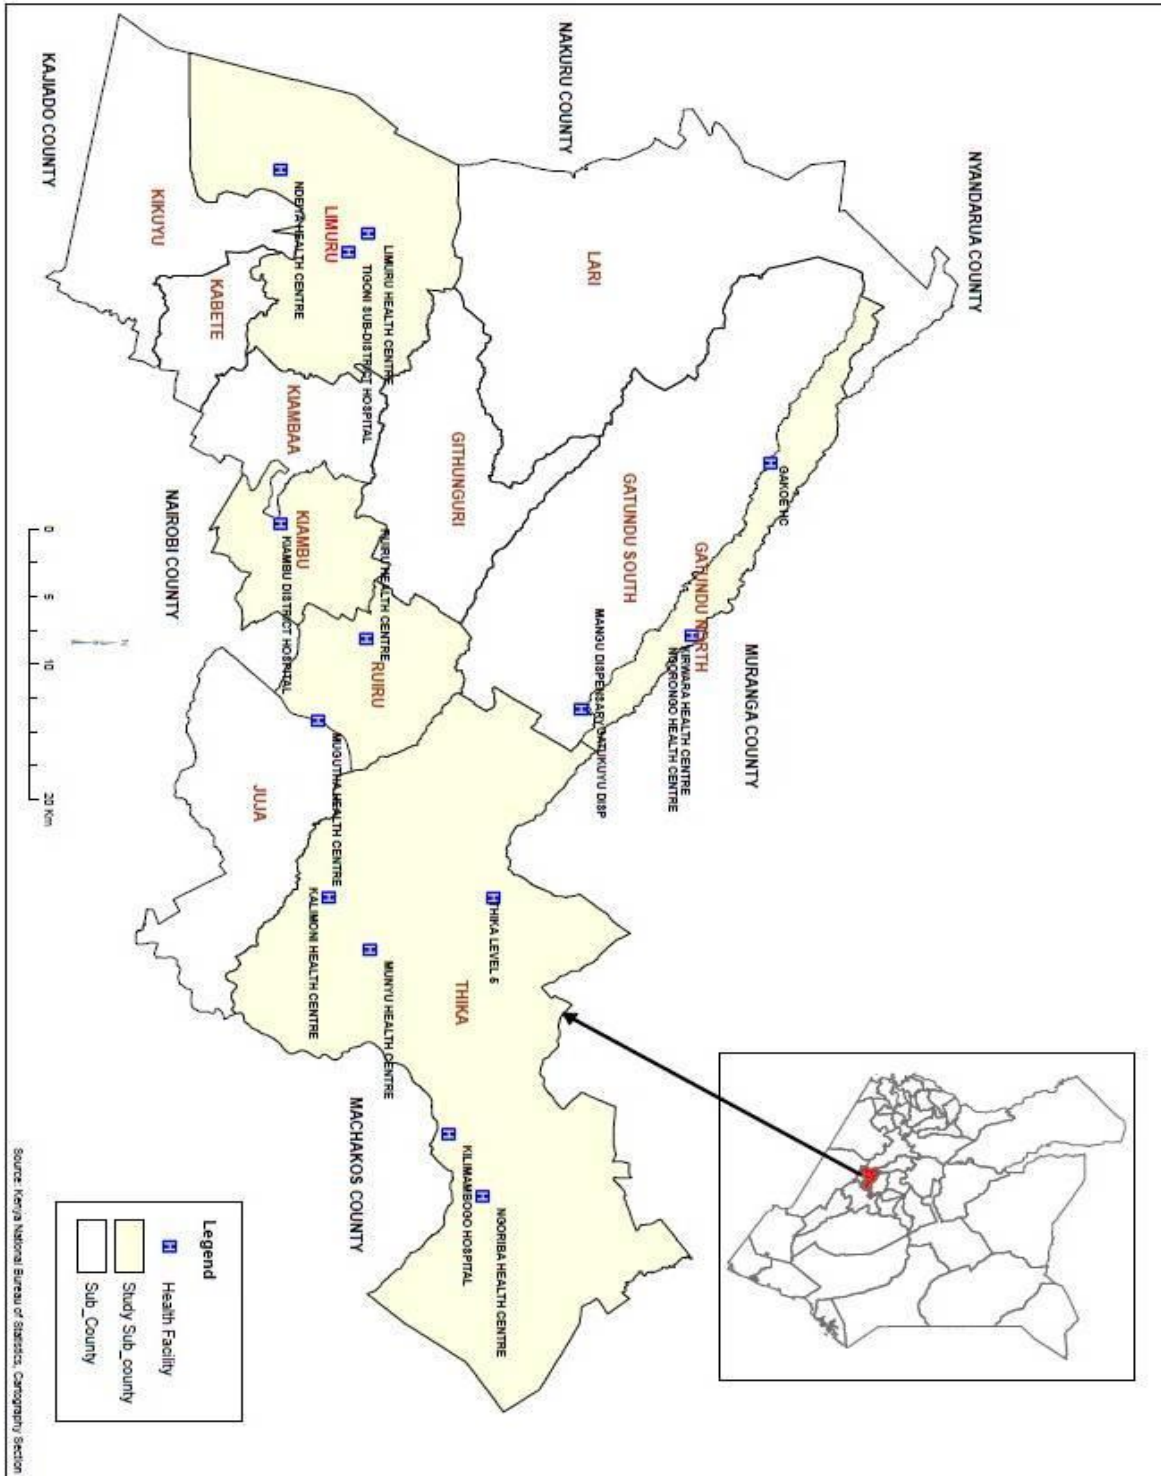 NYANDARUA COUNTY
NAKURU COUNTY
KAJIADO COUNTY
LARI
GAKOE HC
GATUNDU NORTH
GATUNDU SOUTH
MURANGA COUNTY
KIRWARA HEALTH CENTRE
NGORONGO HEALTH CENTRE
MANGU DISPENSARY
GATUKUYU DISP
GITHUNGURI
LIMURU HEALTH CENTRE
TIGONI SUB-DISTRICT HOSPITAL
LIMURU
NDEIYA HEALTH CENTRE
KIKUYU
KABETE
KIAMBAA
KIAMBU
KIAMBU DISTRICT HOSPITAL
NAIROBI COUNTY
RUIRU HEALTH CENTRE
RUIRU
MUGUTHA HEALTH CENTRE
JUJA
THIKA LEVEL 5
THIKA
KALIMONI HEALTH CENTRE
MUNYU HEALTH CENTRE
MACHAKOS COUNTY
KILIMAMBOGO HOSPITAL
NGORIBA HEALTH CENTRE
N
0 5 10 20 Km
Legend
H Health Facility
Study Sub_county
Sub_County
Source: Kenya National Bureau of Statistics, Cartography Section